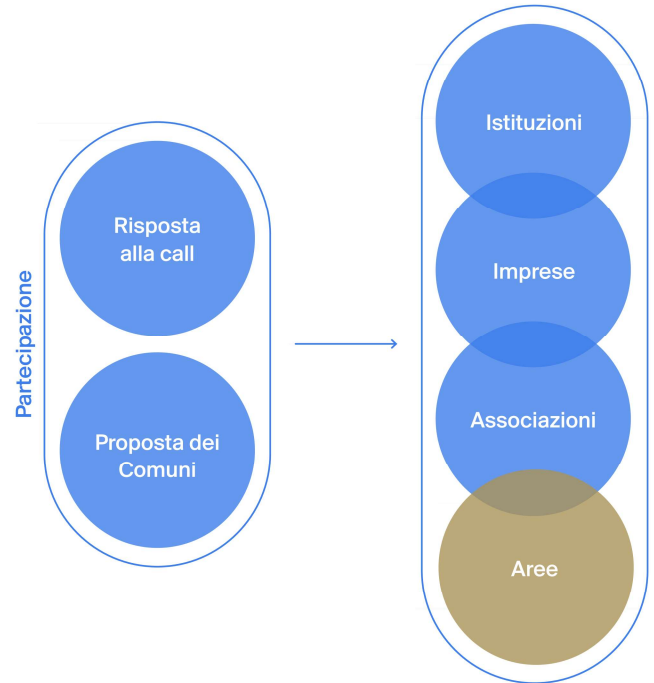 Partecipazione
Risposta
alla call
Proposta dei
Comuni
Istituzioni
Imprese
Associazioni
Aree